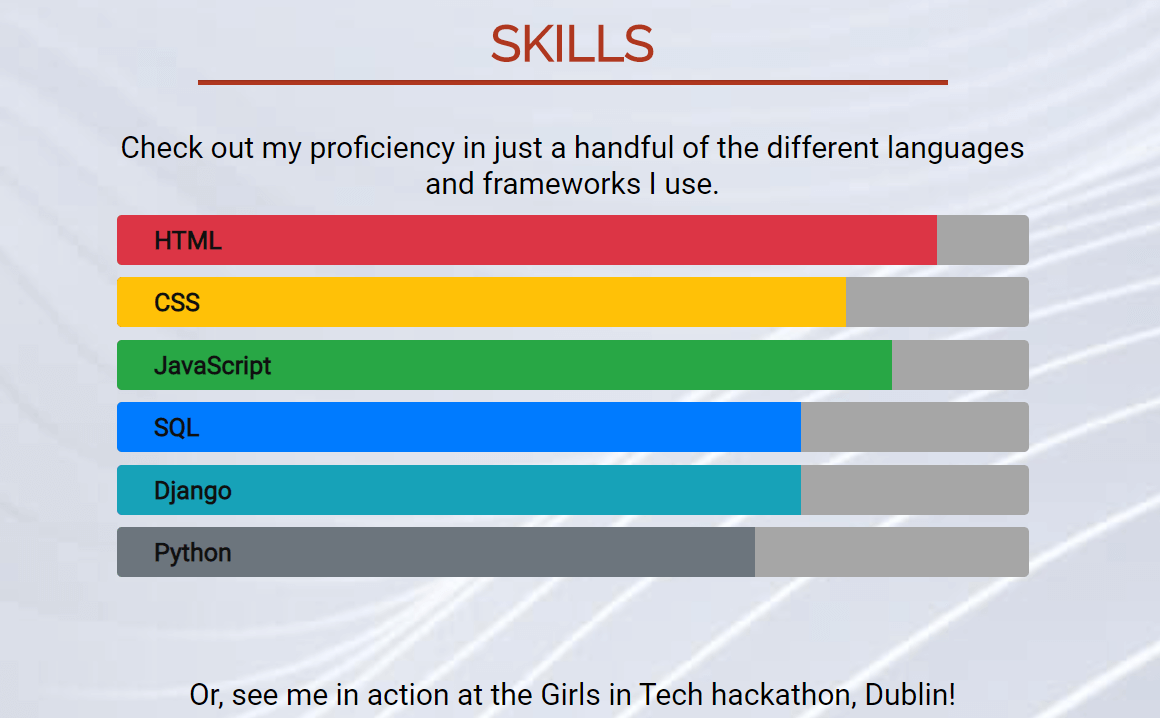 SKILLS
Check out my proficiency in just a handful of the different languages
and frameworks I use.
HTML
CSS
JavaScript
SQL
Django
Python
Or, see me in action at the Girls in Tech hackathon, Dublin!